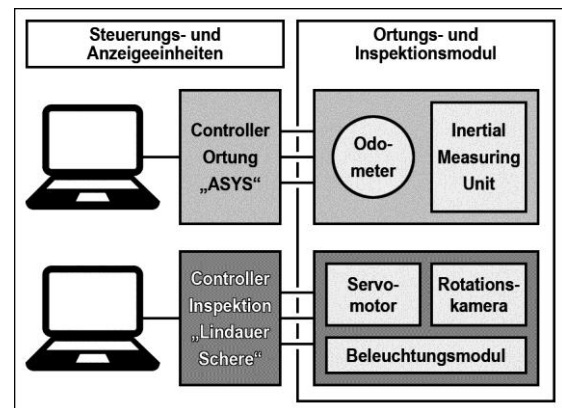 Steuerungs- und
Anzeigeeinheiten
Ortungs- und
Inspektionsmodul
Controller
Ortung
„ASYS“
Odo-
meter
Inertial
Measuring
Unit
Controller
Inspektion
„Lindauer
Schere“
Servo-
motor
Rotations-
kamera
Beleuchtungsmodul